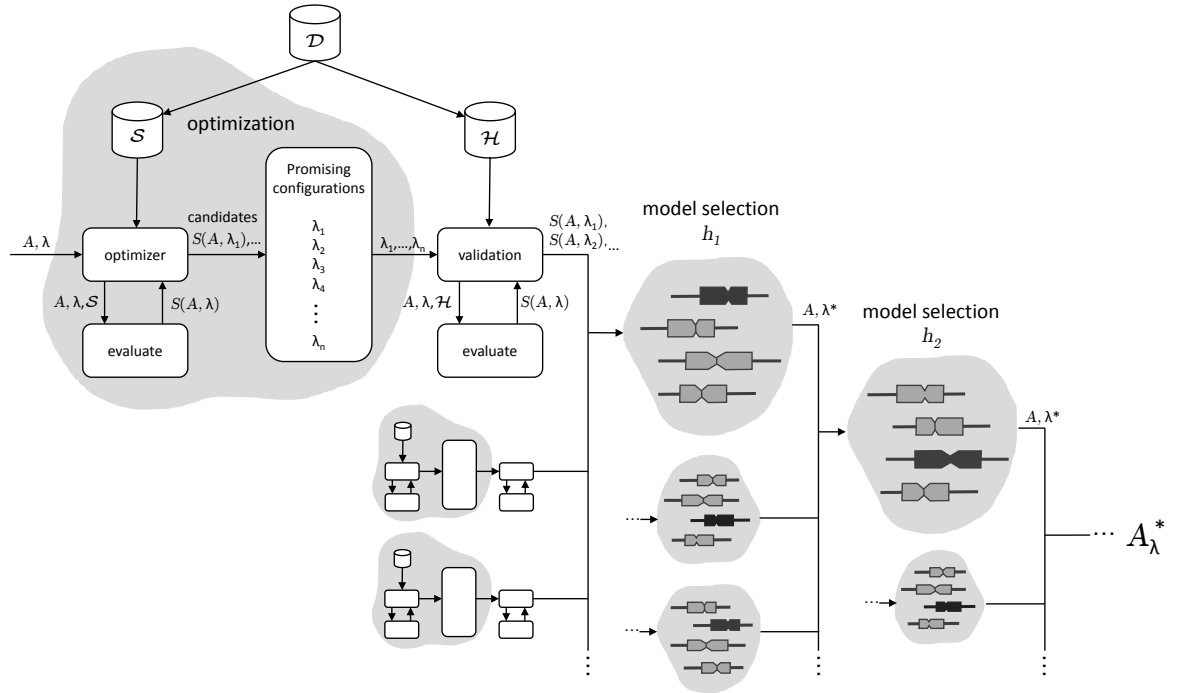 𝒟
𝒮
optimization
ℋ
Promising
configurations
λ₁
λ₂
λ₃
λ₄
⋮
λₙ
A, λ
optimizer
candidates
S(A, λ₁),...
λ₁,...,λₙ
validation
S(A, λ₁),
S(A, λ₂),...
A, λ, 𝒮
S(A, λ)
evaluate
A, λ, ℋ
S(A, λ)
evaluate
model selection
h₁
A, λ*
model selection
h₂
A, λ*
...
...
...
... A*λ
⋮
⋮
⋮